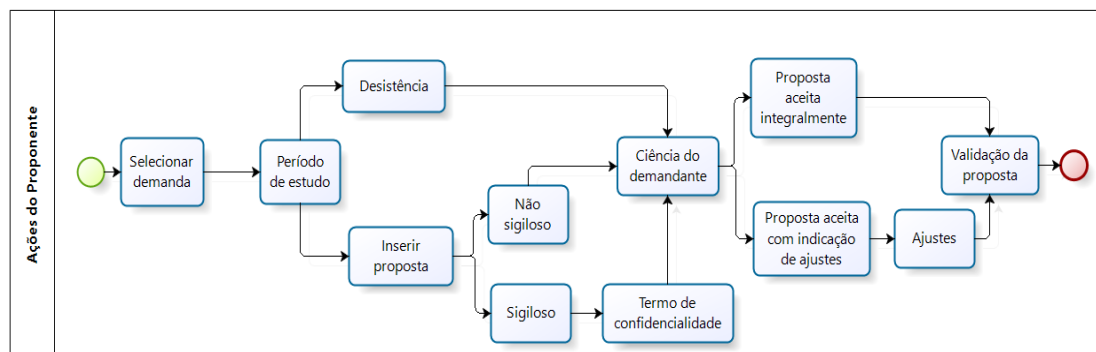 Ações do Proponente
Selecionar
demanda
Período
de estudo
Desistência
Inserir
proposta
Não
sigiloso
Sigiloso
Termo de
confidencialidade
Ciência do
demandante
Proposta
aceita
integralmente
Proposta aceita
com indicação
de ajustes
Ajustes
Validação da
proposta